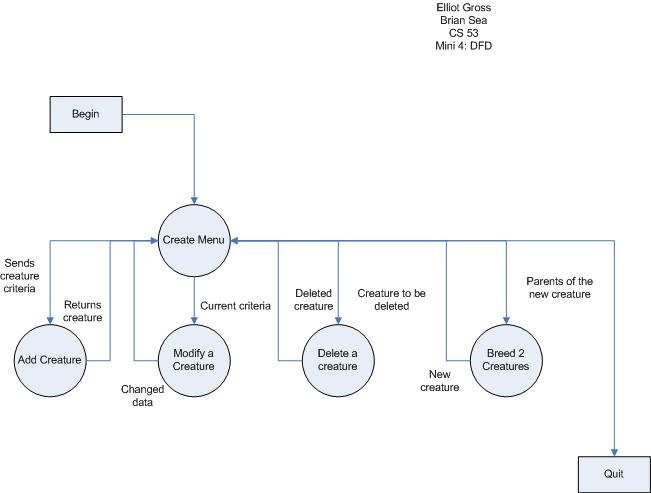 Elliot Gross
Brian Sea
CS 53
Mini 4: DFD
Begin
Create Menu
Sends
creature
criteria
Returns
creature
Current criteria
Deleted
creature
Creature to be
deleted
Parents of the
new creature
Add Creature
Modify a
Creature
Delete a
creature
Breed 2
Creatures
Changed
data
New
creature
Quit